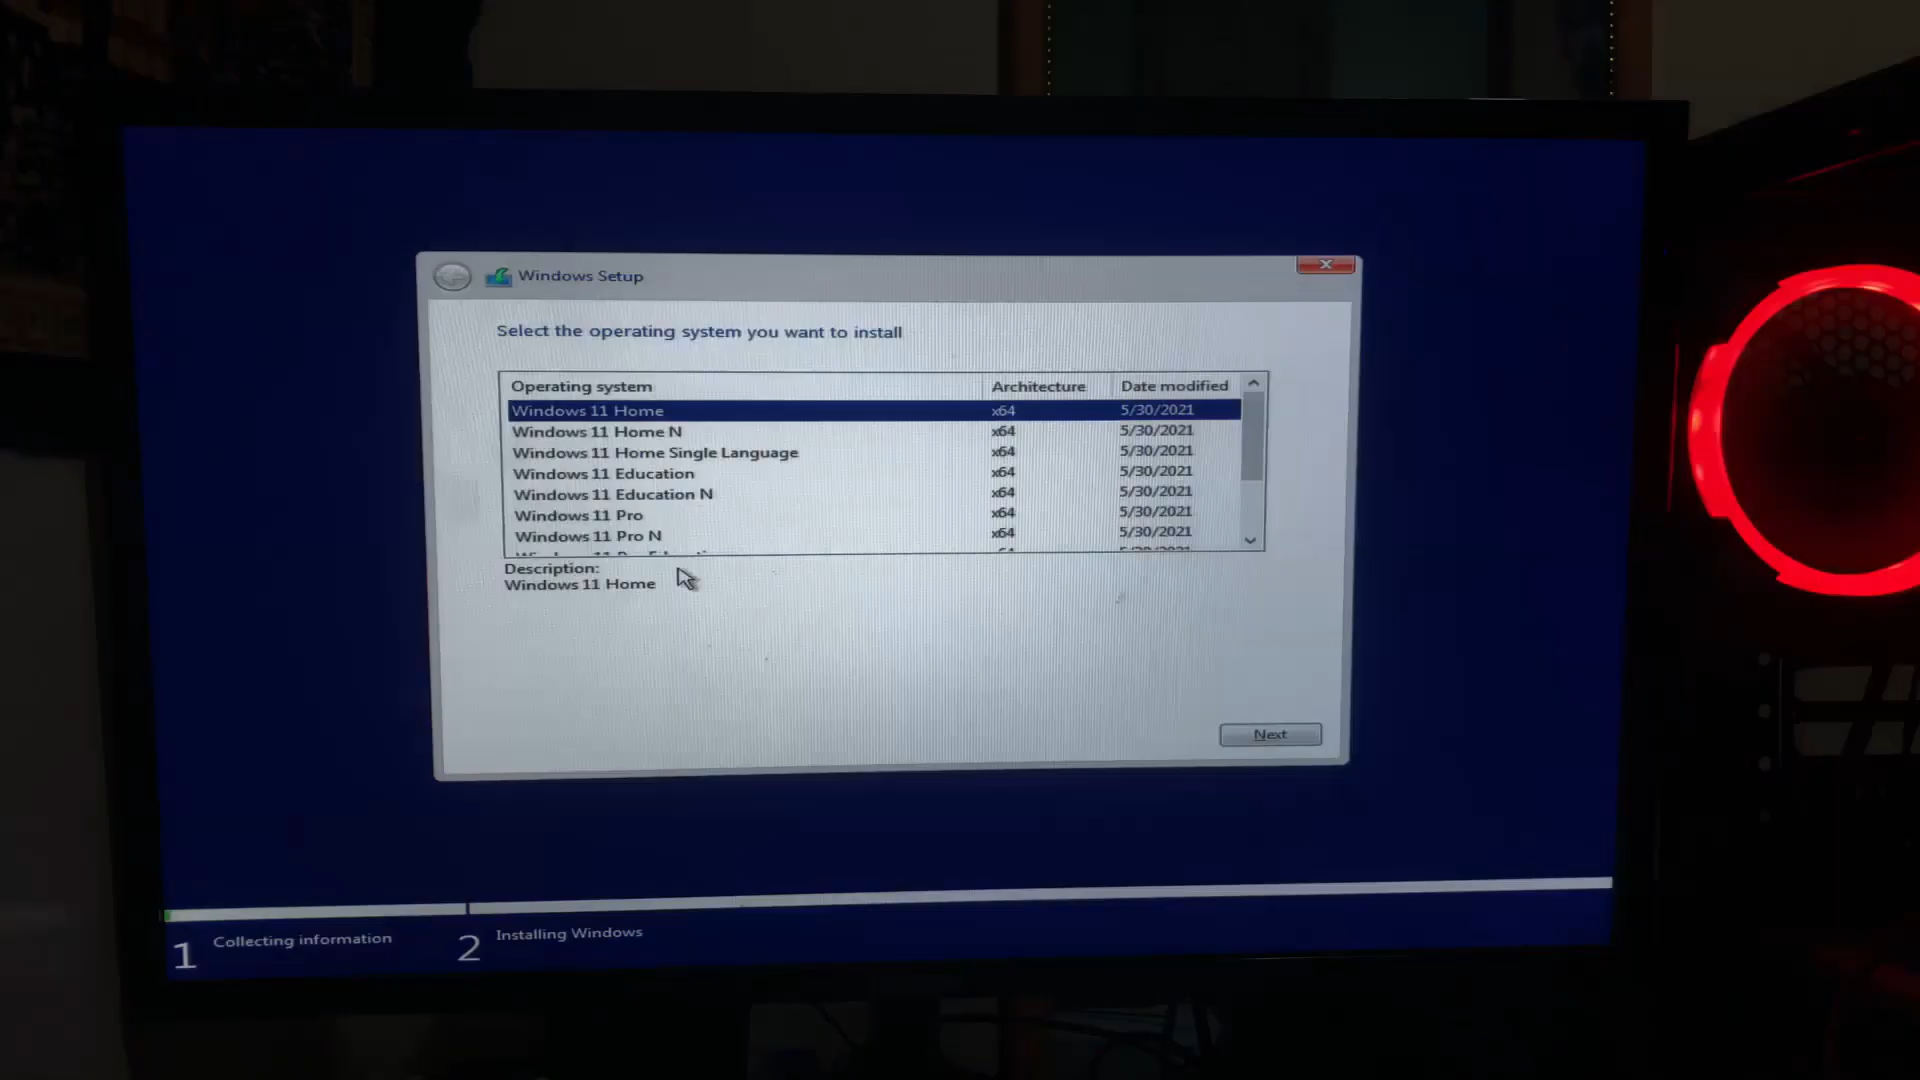 Windows Setup
Select the operating system you want to install
Operating system Architecture Date modified
Windows 11 Home x64 5/30/2021
Windows 11 Home N x64 5/30/2021
Windows 11 Home Single Language x64 5/30/2021
Windows 11 Education x64 5/30/2021
Windows 11 Education N x64 5/30/2021
Windows 11 Pro x64 5/30/2021
Windows 11 Pro N x64 5/30/2021
Description:
Windows 11 Home
Next
1 Collecting information 2 Installing Windows